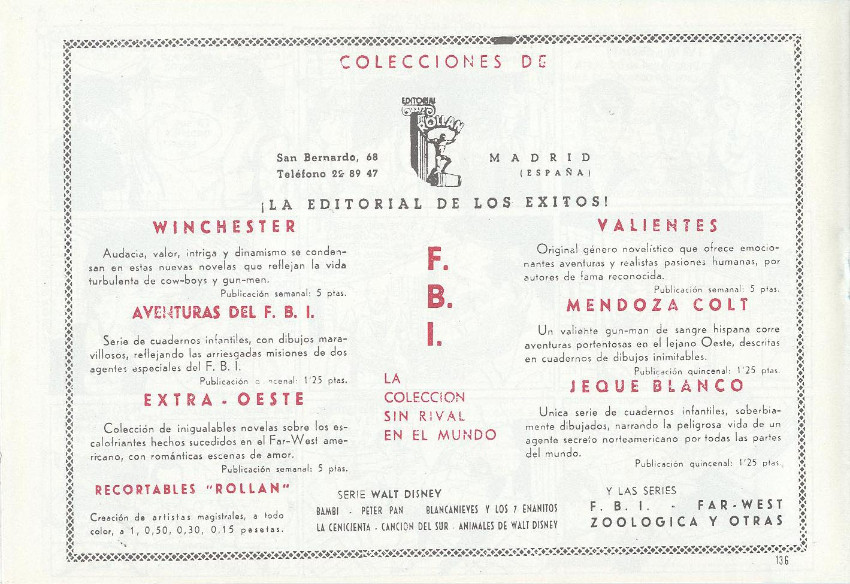 COLECCIONES DE
EDITORIAL
ROLLAN
San Bernardo, 68
Teléfono 22 89 47
MADRID
(ESPAÑA)
¡LA EDITORIAL DE LOS EXITOS!
WINCHESTER
Audacia, valor, intriga y dinamismo se conden-
san en estas nuevas novelas que reflejan la vida
turbulenta de cow-boys y gun-men.
Publicación semanal: 5 ptas.
AVENTURAS DEL F. B. I.
Serie de cuadernos infantiles, con dibujos mara-
villosos, reflejando las arriesgadas misiones de dos
agentes especiales del F. B. I.
Publicación quincenal: 1'25 ptas.
EXTRA - OESTE
Colección de inigualables novelas sobre los es-
calofriantes hechos sucedidos en el Far-West ame-
ricano, con románticas escenas de amor.
Publicación semanal: 5 ptas.
RECORTABLES "ROLLAN"
Creación de artistas magistrales, a todo
color, a 1, 0,50, 0,30, 0.15 pesetas.
F.
B.
I.
LA
COLECCION
SIN RIVAL
EN EL MUNDO
SERIE WALT DISNEY
BAMBI - PETER PAN BLANCANIEVES Y LOS 7 ENANITOS
LA CENICIENTA - CANCION DEL SUR - ANIMALES DE WALT DISNEY
VALIENTES
Original género novelístico que ofrece emocio-
nantes aventuras y realistas pasiones humanas, por
autores de fama reconocida.
Publicación semanal: 5 ptas.
MENDOZA COLT
Un valiente gun-man de sangre hispana corre
aventuras portentosas en el lejano Oeste, descritas
en cuadernos de dibujos inimitables.
Publicación quincenal: 1'25 ptas.
JEQUE BLANCO
Unica serie de cuadernos infantiles, soberbia-
mente dibujados, narrando la peligrosa vida de un
agente secreto norteamericano por todas las partes
del mundo.
Publicación quincenal: 1'25 ptas.
Y LAS SERIES
F. B. I. - FAR-WEST
ZOOLOGICA Y OTRAS
136